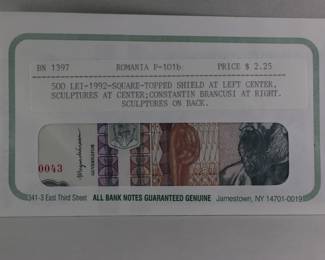 BN 1397 ROMANIA P-101b PRICE $ 2.25
500 LEI-1992-SQUARE-TOPPED SHIELD AT LEFT CENTER,
SCULPTURES AT CENTER;CONSTANTIN BRANCUSI AT RIGHT.
SCULPTURES ON BACK.
0043
GUVERNATOR
341-3 East Third Street ALL BANK NOTES GUARANTEED GENUINE Jamestown, NY 14701-0019